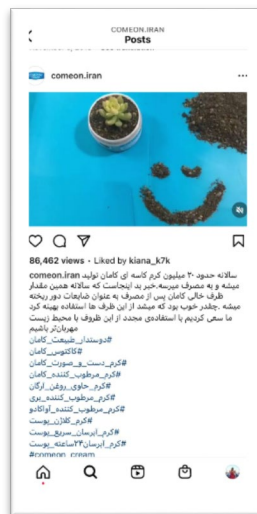 COMEON.IRAN
Posts
comeon.iran
86,462 views · Liked by kiana_k7k
comeon.iran سالانه حدود ۲۰ میلیون کرم کاسه ای کامان تولید
میشه و به مصرف میرسه.خبر بد اینجاست که سالانه همین مقدار
ظرف خالی کامان پس از مصرف به عنوان ضایعات دور ریخته
میشه .چقدر خوب بود که میشد از این ظرف ها استفاده بهینه کرد
ما سعی کردیم با استفاده‌ی مجدد از این ظروف با محیط زیست
مهربان‌تر باشیم
#دوستدار_طبیعت_کامان
#کاکتوس_کامان
#کرم_دست_و_صورت_کامان
#کرم_مرطوب_کننده_کامان
#کرم_حاوی_روغن_ارگان
#کرم_مرطوب_کننده_بری
#کرم_مرطوب_کننده_آواکادو
#کرم_کلاژن_پوست
#کرم_ابرسان_سریع_پوست
#کرم_ابرسان۲۴ساعته_پوست
#comeon_cream